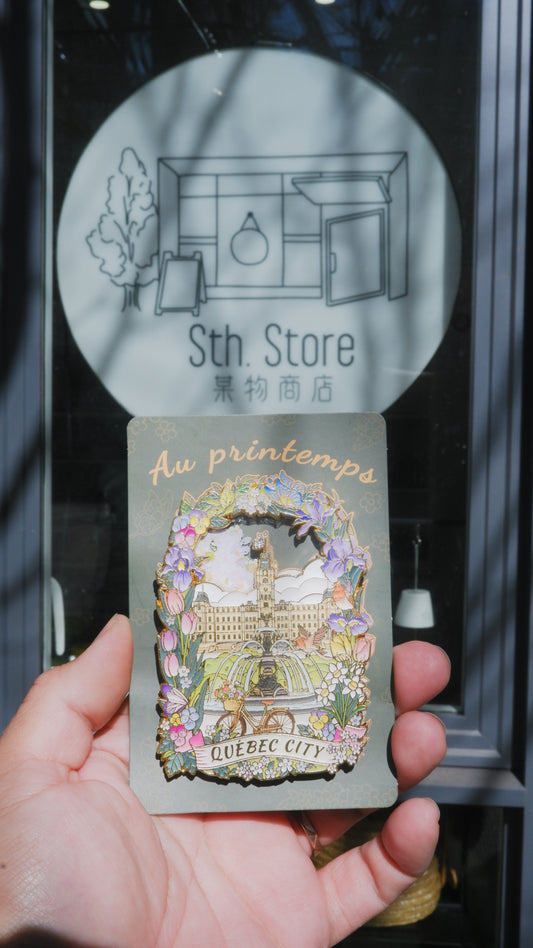 Sth. Store
某物商店
Au printemps
QUÉBEC CITY